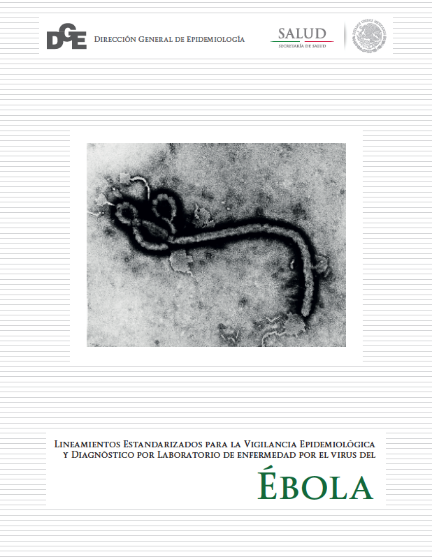 DGE
DIRECCIÓN GENERAL DE EPIDEMIOLOGÍA
SALUD
SECRETARÍA DE SALUD
LINEAMIENTOS ESTANDARIZADOS PARA LA VIGILANCIA EPIDEMIOLÓGICA
Y DIAGNÓSTICO POR LABORATORIO DE ENFERMEDAD POR EL VIRUS DEL
ÉBOLA